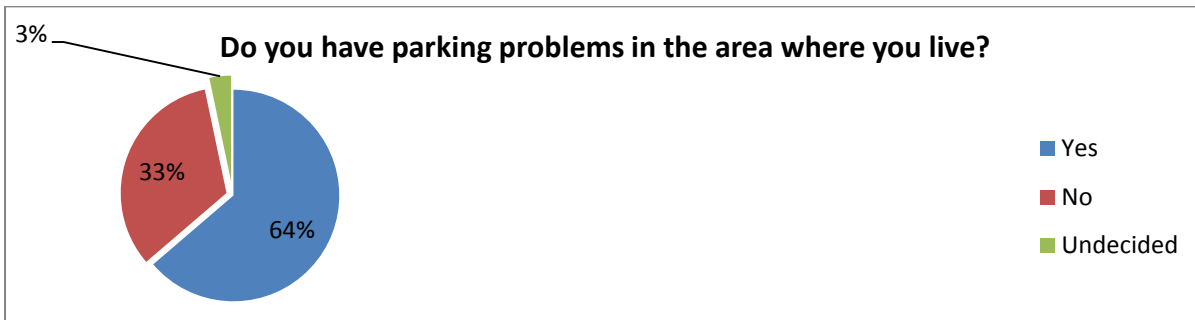 Do you have parking problems in the area where you live?
3%
33%
64%
Yes
No
Undecided